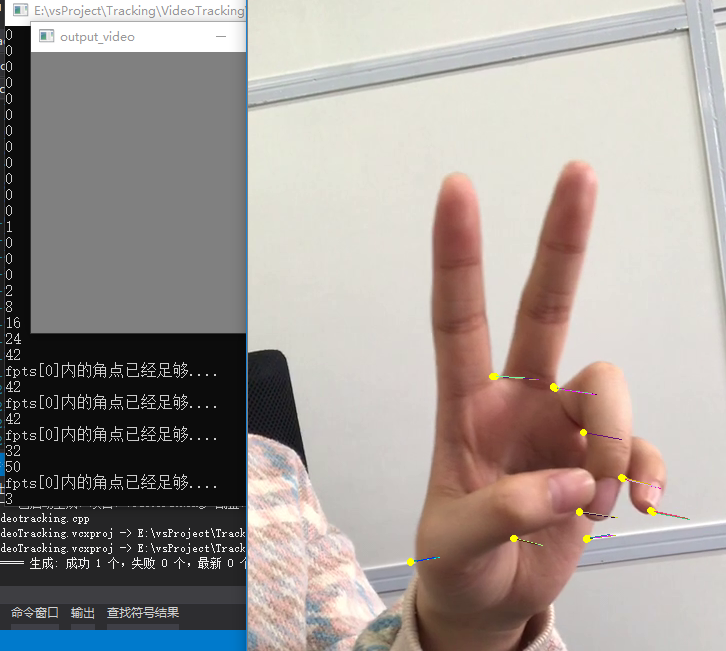 E:\vsProject\Tracking\VideoTracking
output_video
0
0
0
0
0
0
0
0
0
0
0
0
1
0
0
0
2
8
16
24
42
fpts[0]内的角点已经足够....
42
fpts[0]内的角点已经足够....
42
fpts[0]内的角点已经足够....
32
50
fpts[0]内的角点已经足够....
3
deotracking.cpp
deoTracking.vcxproj -> E:\vsProject\Track
deoTracking.vcxproj -> E:\vsProject\Track
生成: 成功 1 个，失败 0 个，最新 0 个
命令窗口 输出 查找符号结果